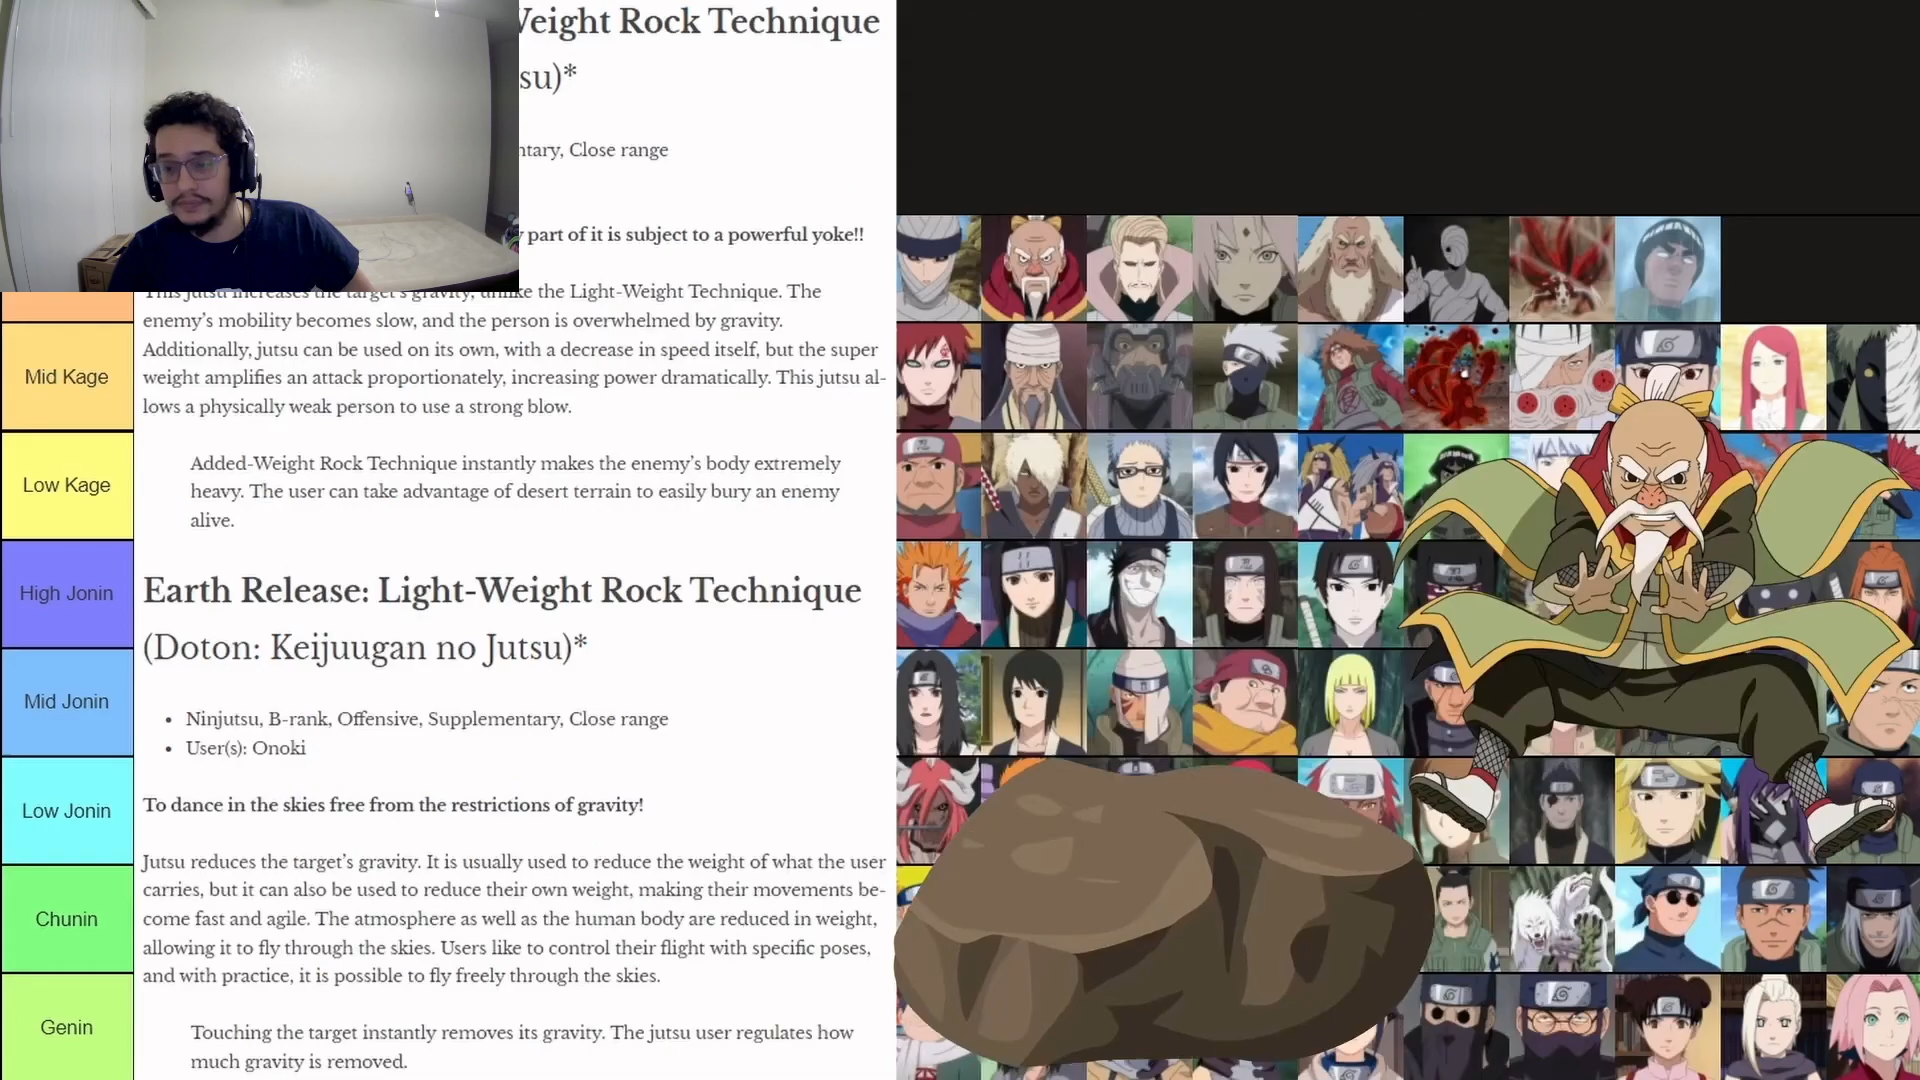 Weight Rock Technique
su)*
ntary, Close range
y part of it is subject to a powerful yoke!!
This jutsu increases the target's gravity, unlike the Light-Weight Technique. The
enemy's mobility becomes slow, and the person is overwhelmed by gravity.
Additionally, jutsu can be used on its own, with a decrease in speed itself, but the super
weight amplifies an attack proportionately, increasing power dramatically. This jutsu al-
lows a physically weak person to use a strong blow.
Mid Kage
Added-Weight Rock Technique instantly makes the enemy's body extremely
heavy. The user can take advantage of desert terrain to easily bury an enemy
alive.
Low Kage
Earth Release: Light-Weight Rock Technique
(Doton: Keijuugan no Jutsu)*
High Jonin
• Ninjutsu, B-rank, Offensive, Supplementary, Close range
• User(s): Onoki
Mid Jonin
To dance in the skies free from the restrictions of gravity!
Low Jonin
Jutsu reduces the target's gravity. It is usually used to reduce the weight of what the user
carries, but it can also be used to reduce their own weight, making their movements be-
come fast and agile. The atmosphere as well as the human body are reduced in weight,
allowing it to fly through the skies. Users like to control their flight with specific poses,
and with practice, it is possible to fly freely through the skies.
Chunin
Touching the target instantly removes its gravity. The jutsu user regulates how
much gravity is removed.
Genin